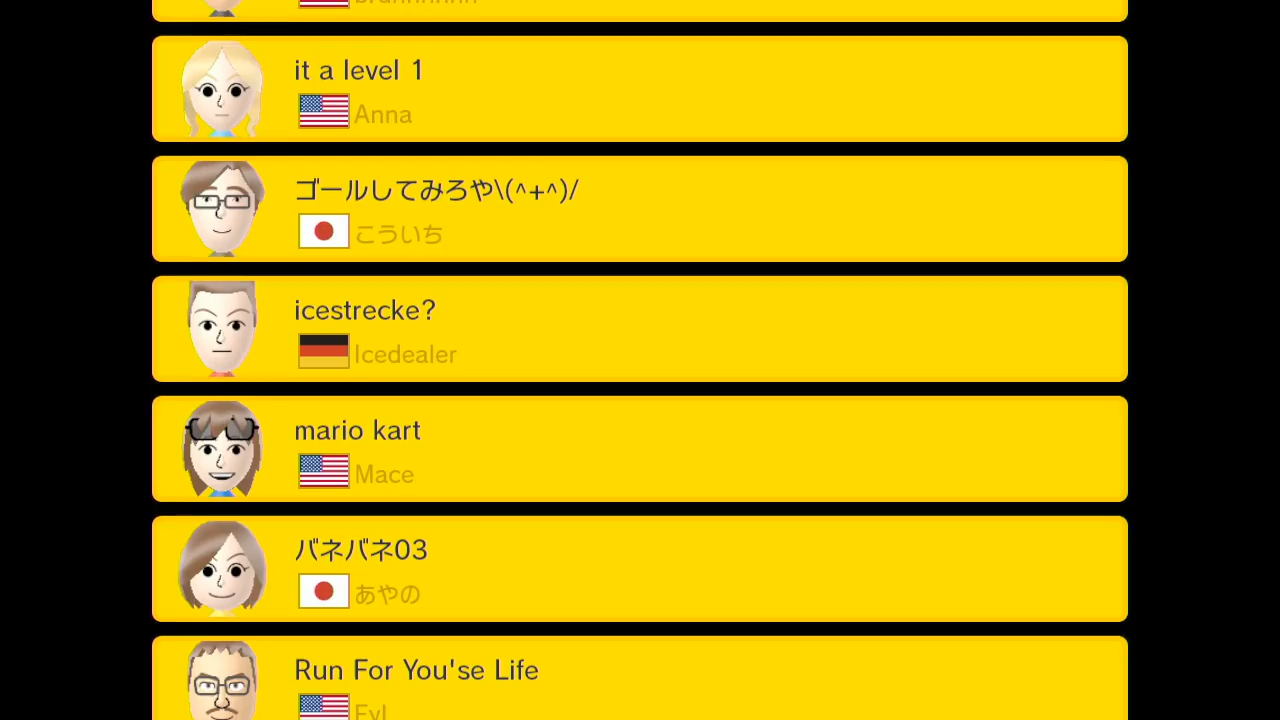 it a level 1
Anna
ゴールしてみろや\(^+^)/
こういち
icestrecke?
Icedealer
mario kart
Mace
バネバネ03
あやの
Run For You'se Life